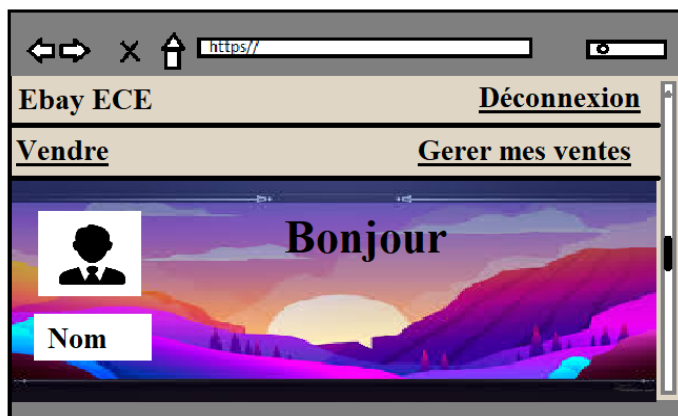 https//
Ebay ECE Déconnexion
Vendre Gerer mes ventes
Bonjour
Nom